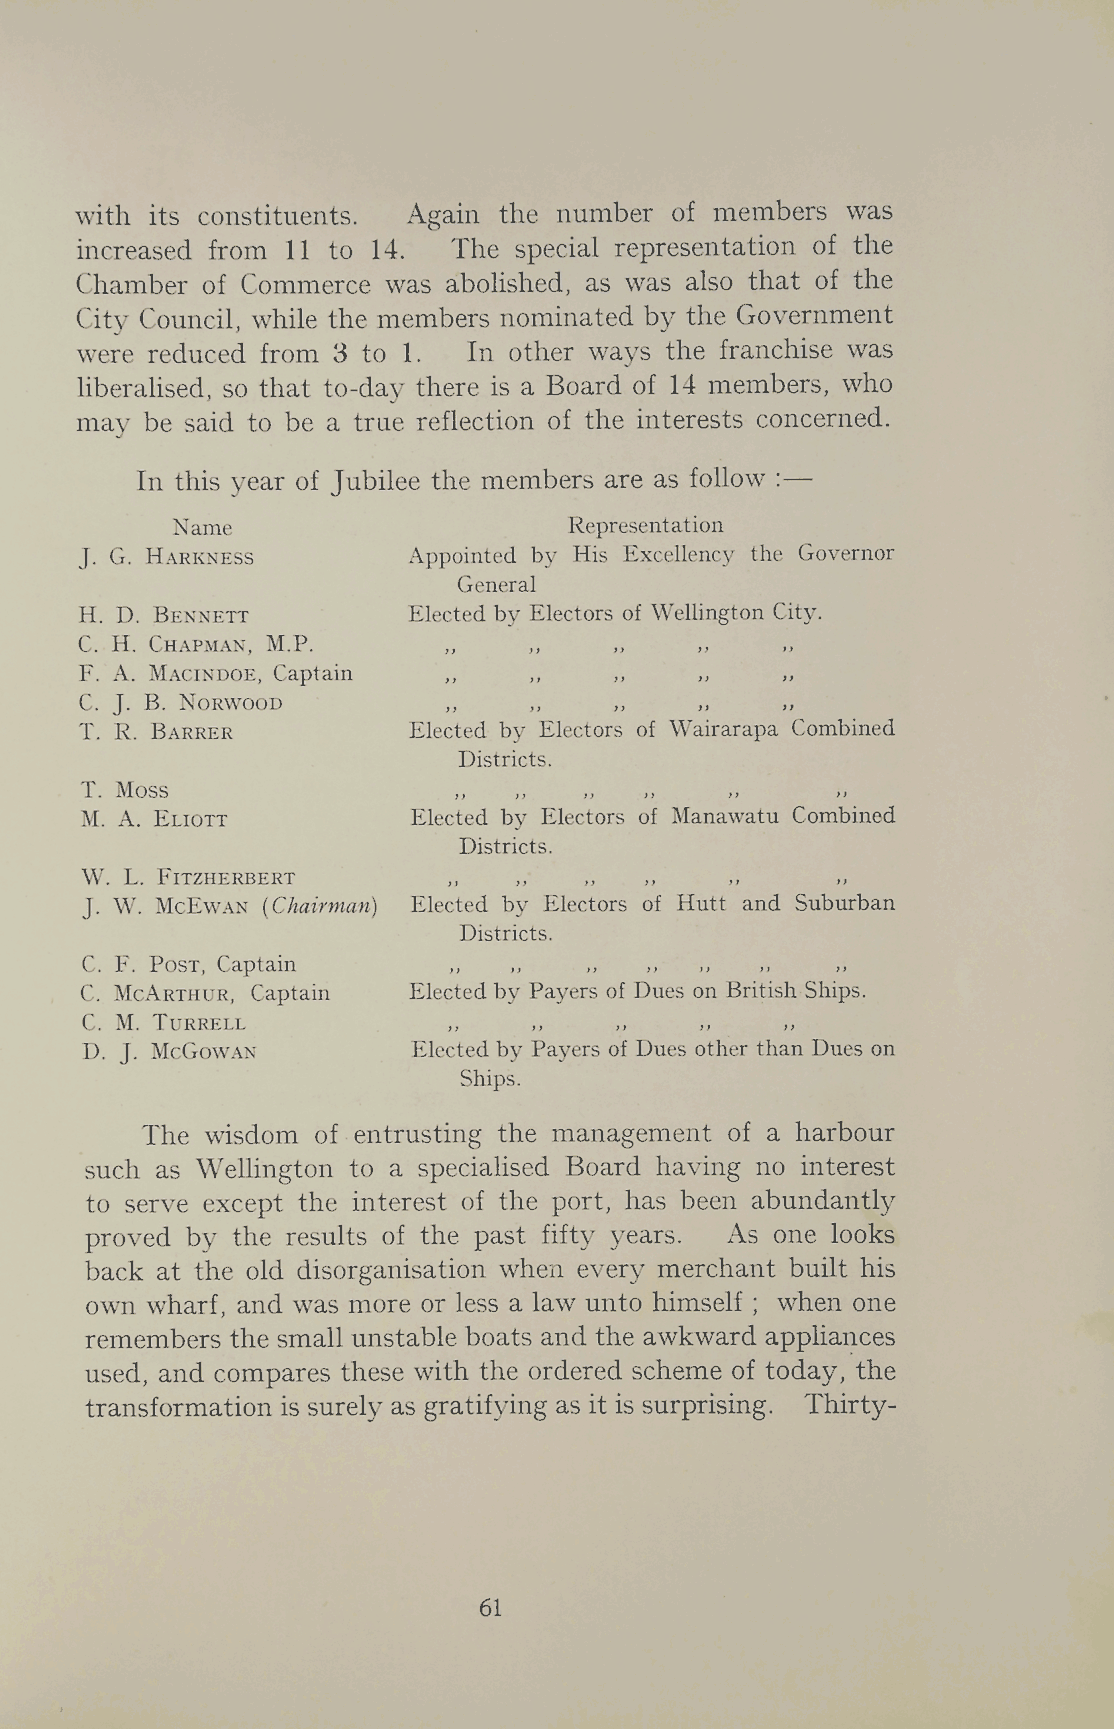 with its constituents. Again the number of members was
increased from 11 to 14. The special representation of the
Chamber of Commerce was abolished, as was also that of the
City Council, while the members nominated by the Government
were reduced from 3 to 1. In other ways the franchise was
liberalised, so that to-day there is a Board of 14 members, who
may be said to be a true reflection of the interests concerned.
In this year of Jubilee the members are as follow :—
Name Representation
J. G. HARKNESS Appointed by His Excellency the Governor
General
H. D. BENNETT Elected by Electors of Wellington City.
C. H. CHAPMAN, M.P. ,, ,, ,, ,, ,,
F. A. MACINDOE, Captain ,, ,, ,, ,, ,,
C. J. B. NORWOOD ,, ,, ,, ,, ,,
T. R. BARRER Elected by Electors of Wairarapa Combined
Districts.
T. MOSS ,, ,, ,, ,, ,, ,,
M. A. ELIOTT Elected by Electors of Manawatu Combined
Districts.
W. L. FITZHERBERT ,, ,, ,, ,, ,, ,,
J. W. MCEWAN (Chairman) Elected by Electors of Hutt and Suburban
Districts.
C. F. POST, Captain ,, ,, ,, ,, ,, ,, ,,
C. MCARTHUR, Captain Elected by Payers of Dues on British Ships.
C. M. TURRELL ,, ,, ,, ,, ,,
D. J. MCGOWAN Elected by Payers of Dues other than Dues on
Ships.
The wisdom of entrusting the management of a harbour
such as Wellington to a specialised Board having no interest
to serve except the interest of the port, has been abundantly
proved by the results of the past fifty years. As one looks
back at the old disorganisation when every merchant built his
own wharf, and was more or less a law unto himself ; when one
remembers the small unstable boats and the awkward appliances
used, and compares these with the ordered scheme of today, the
transformation is surely as gratifying as it is surprising. Thirty-
61